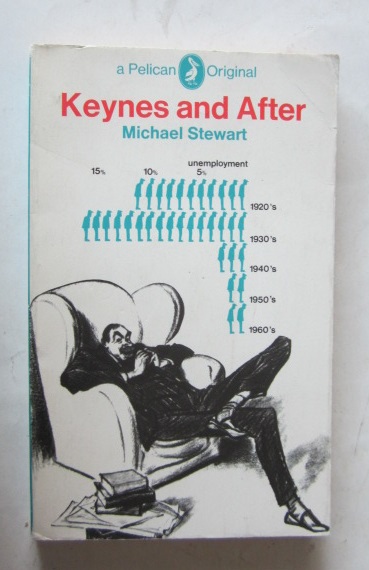 a Pelican Original
Keynes and After
Michael Stewart
unemployment
15% 10% 5%
1920's
1930's
1940's
1950's
1960's